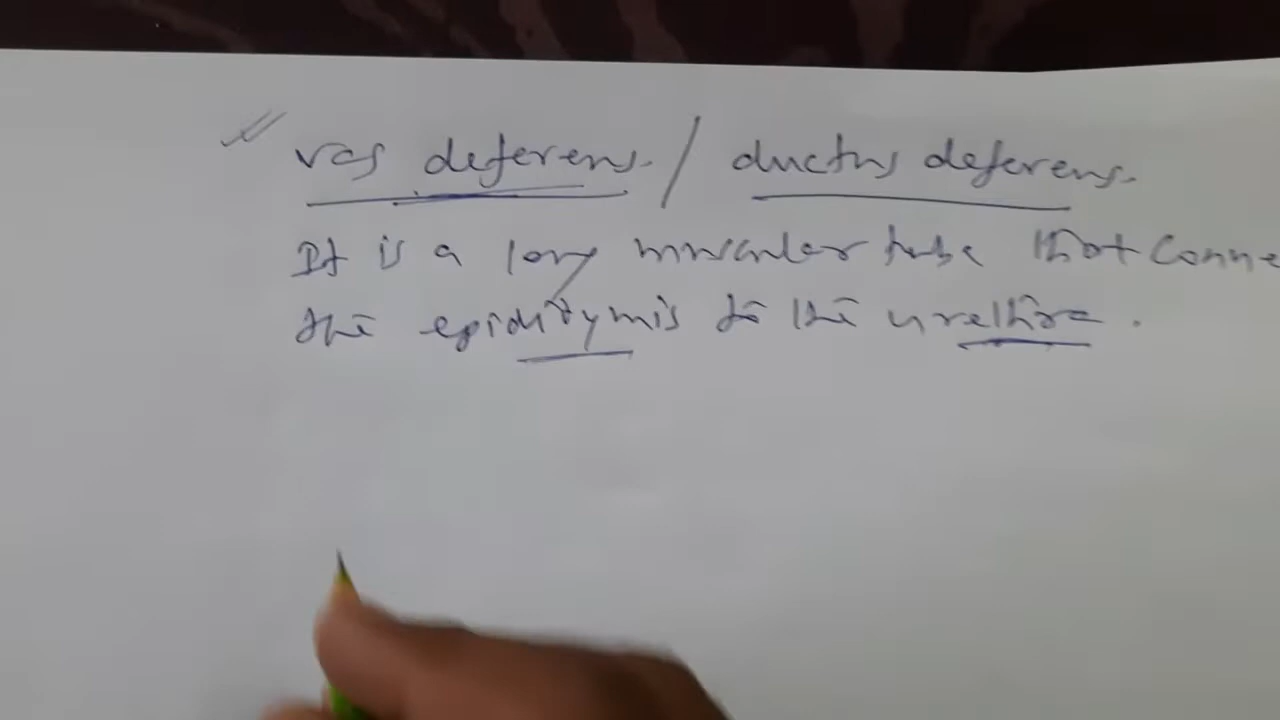 vas deferens. / ductus deferens.
It is a long muscular tube that Conne
the epididymis to the urethra.